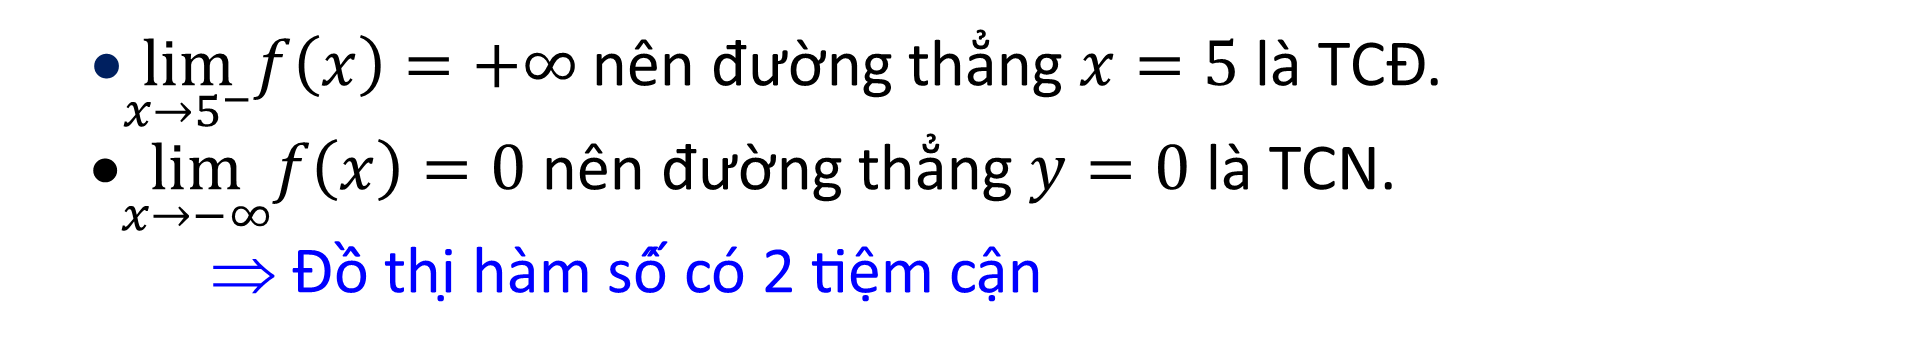 • lim_{x→5⁻} f(x) = +∞ nên đường thẳng x = 5 là TCĐ.
• lim_{x→−∞} f(x) = 0 nên đường thẳng y = 0 là TCN.
⟹ Đồ thị hàm số có 2 tiệm cận